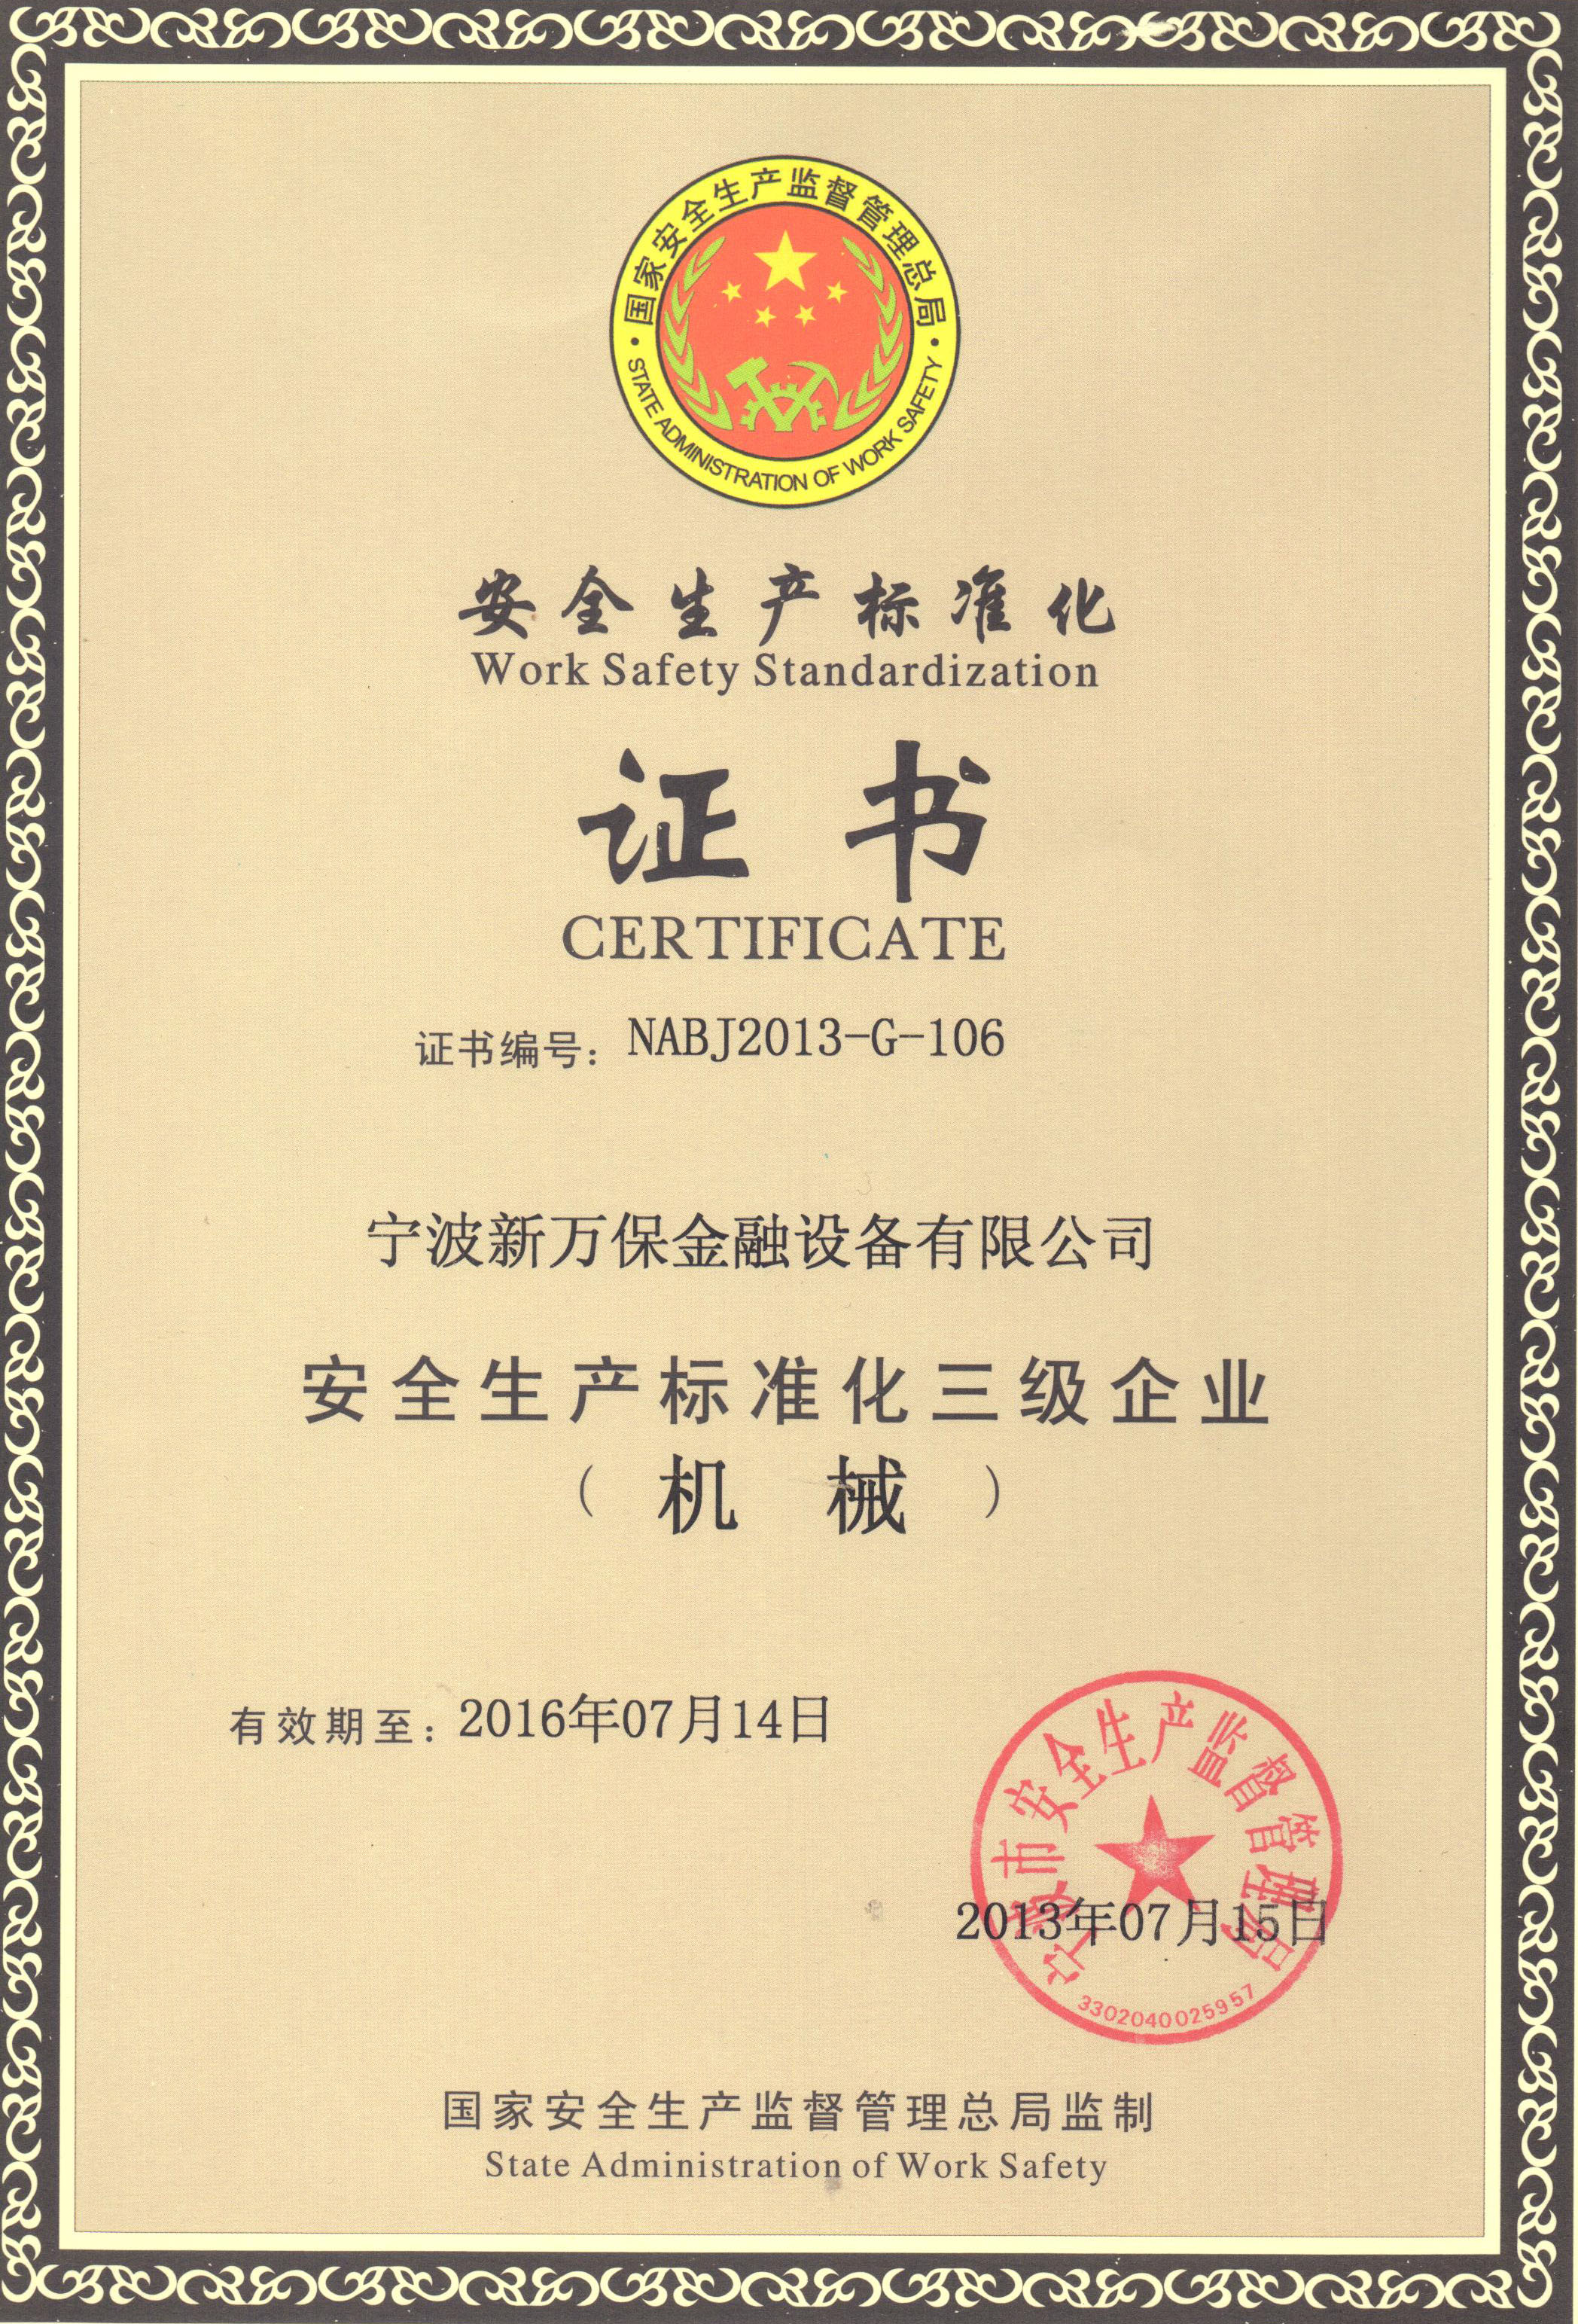 国家安全生产监督管理总局
STATE ADMINISTRATION OF WORK SAFETY
安全生产标准化
Work Safety Standardization
证书
CERTIFICATE
证书编号：NABJ2013-G-106
宁波新万保金融设备有限公司
安全生产标准化三级企业
（机械）
有效期至：2016年07月14日
宁波市安全生产监督管理局
2013年07月15日
3302040025957
国家安全生产监督管理总局监制
State Administration of Work Safety